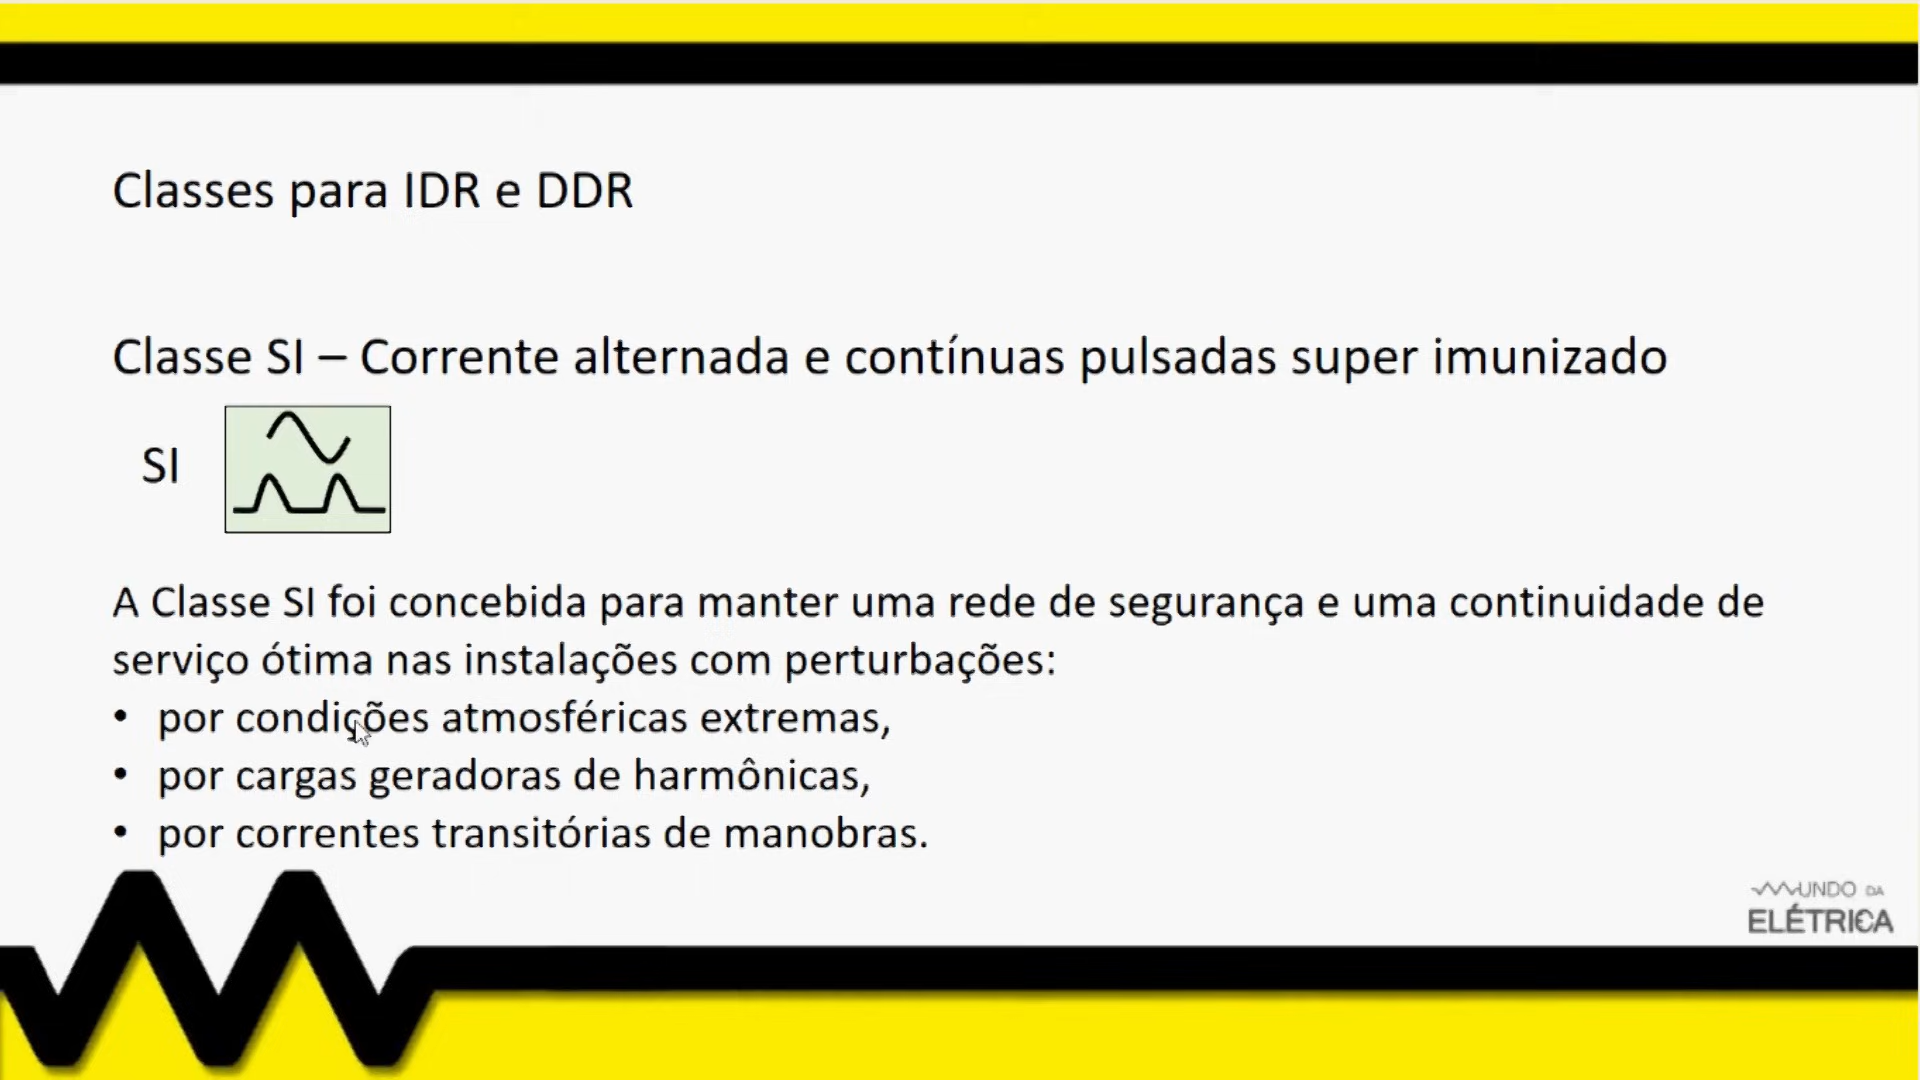 Classes para IDR e DDR
Classe SI – Corrente alternada e contínuas pulsadas super imunizado
SI
A Classe SI foi concebida para manter uma rede de segurança e uma continuidade de
serviço ótima nas instalações com perturbações:
• por condições atmosféricas extremas,
• por cargas geradoras de harmônicas,
• por correntes transitórias de manobras.
MUNDO DA
ELÉTRICA